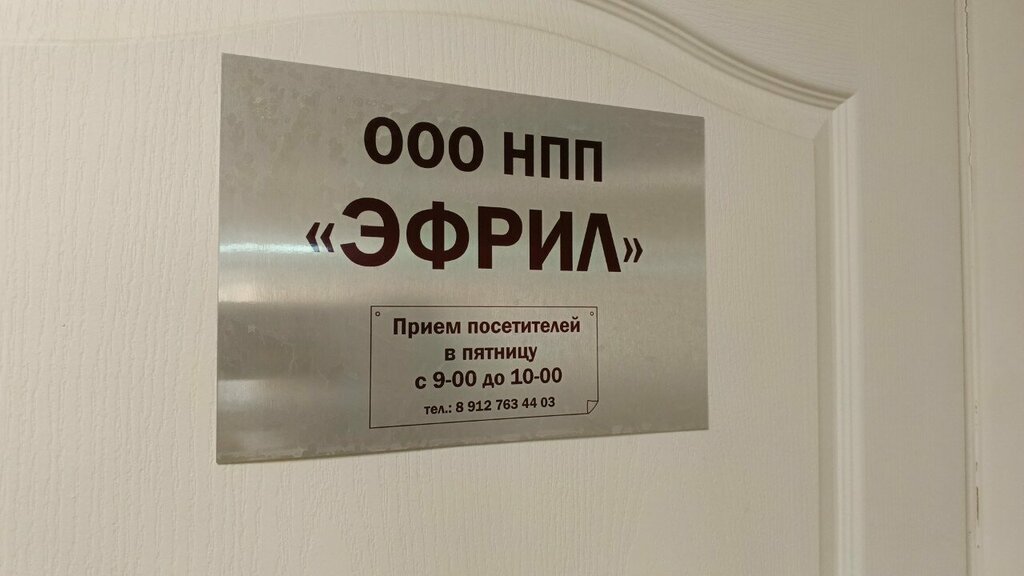 ООО НПП
«ЭФРИЛ»
Прием посетителей
в пятницу
с 9-00 до 10-00
тел.: 8 912 763 44 03